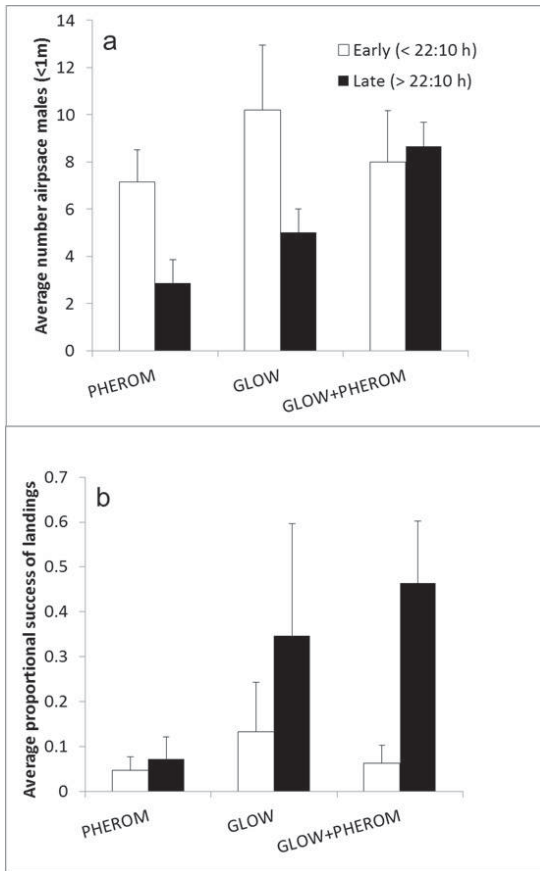 a
Early (< 22:10 h)
Late (> 22:10 h)
Average number airpsace males (<1m)
14
12
10
8
6
4
2
0
PHEROM
GLOW
GLOW+PHEROM
b
Average proportional success of landings
0.7
0.6
0.5
0.4
0.3
0.2
0.1
0
PHEROM
GLOW
GLOW+PHEROM